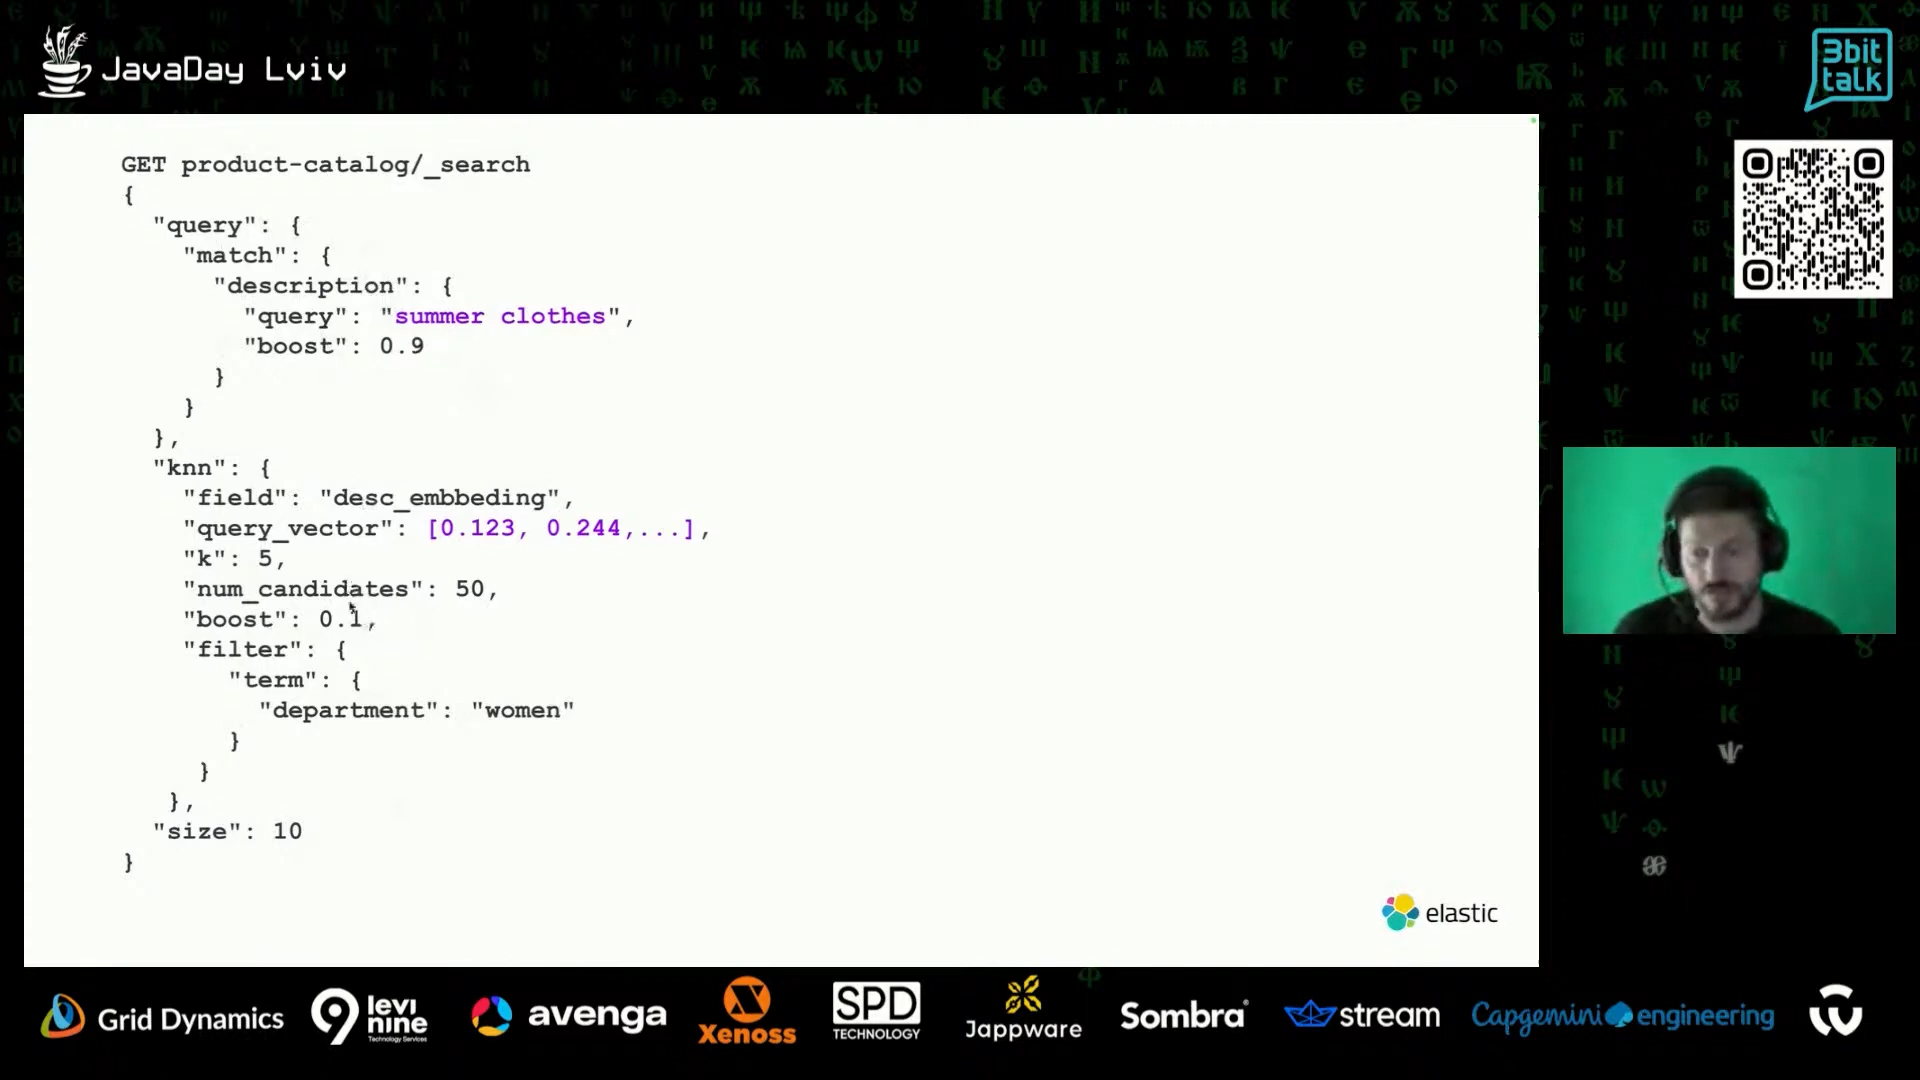 JavaDay Lviv
3bit
talk
GET product-catalog/_search
{
"query": {
"match": {
"description": {
"query": "summer clothes",
"boost": 0.9
}
}
},
"knn": {
"field": "desc_embbeding",
"query_vector": [0.123, 0.244,...],
"k": 5,
"num_candidates": 50,
"boost": 0.1,
"filter": {
"term": {
"department": "women"
}
}
},
"size": 10
}
elastic
Grid Dynamics
levi
nine
Technology Services
avenga
Xenoss
SPD
TECHNOLOGY
Jappware
Sombra
stream
Capgemini engineering